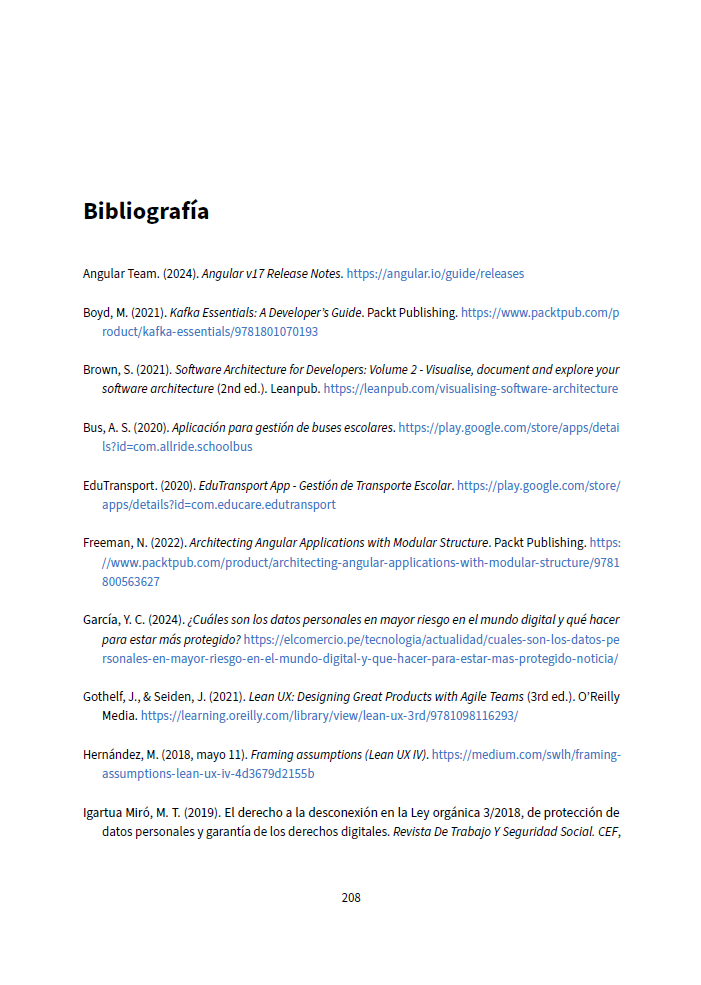 Bibliografía
Angular Team. (2024). Angular v17 Release Notes. https://angular.io/guide/releases
Boyd, M. (2021). Kafka Essentials: A Developer’s Guide. Packt Publishing. https://www.packtpub.com/p
roduct/kafka-essentials/9781801070193
Brown, S. (2021). Software Architecture for Developers: Volume 2 - Visualise, document and explore your
software architecture (2nd ed.). Leanpub. https://leanpub.com/visualising-software-architecture
Bus, A. S. (2020). Aplicación para gestión de buses escolares. https://play.google.com/store/apps/detai
ls?id=com.allride.schoolbus
EduTransport. (2020). EduTransport App - Gestión de Transporte Escolar. https://play.google.com/store/
apps/details?id=com.educare.edutransport
Freeman, N. (2022). Architecting Angular Applications with Modular Structure. Packt Publishing. https:
//www.packtpub.com/product/architecting-angular-applications-with-modular-structure/9781
800563627
García, Y. C. (2024). ¿Cuáles son los datos personales en mayor riesgo en el mundo digital y qué hacer
para estar más protegido? https://elcomercio.pe/tecnologia/actualidad/cuales-son-los-datos-pe
rsonales-en-mayor-riesgo-en-el-mundo-digital-y-que-hacer-para-estar-mas-protegido-noticia/
Gothelf, J., & Seiden, J. (2021). Lean UX: Designing Great Products with Agile Teams (3rd ed.). O’Reilly
Media. https://learning.oreilly.com/library/view/lean-ux-3rd/9781098116293/
Hernández, M. (2018, mayo 11). Framing assumptions (Lean UX IV). https://medium.com/swlh/framing-
assumptions-lean-ux-iv-4d3679d2155b
Igartua Miró, M. T. (2019). El derecho a la desconexión en la Ley orgánica 3/2018, de protección de
datos personales y garantía de los derechos digitales. Revista De Trabajo Y Seguridad Social. CEF,
208